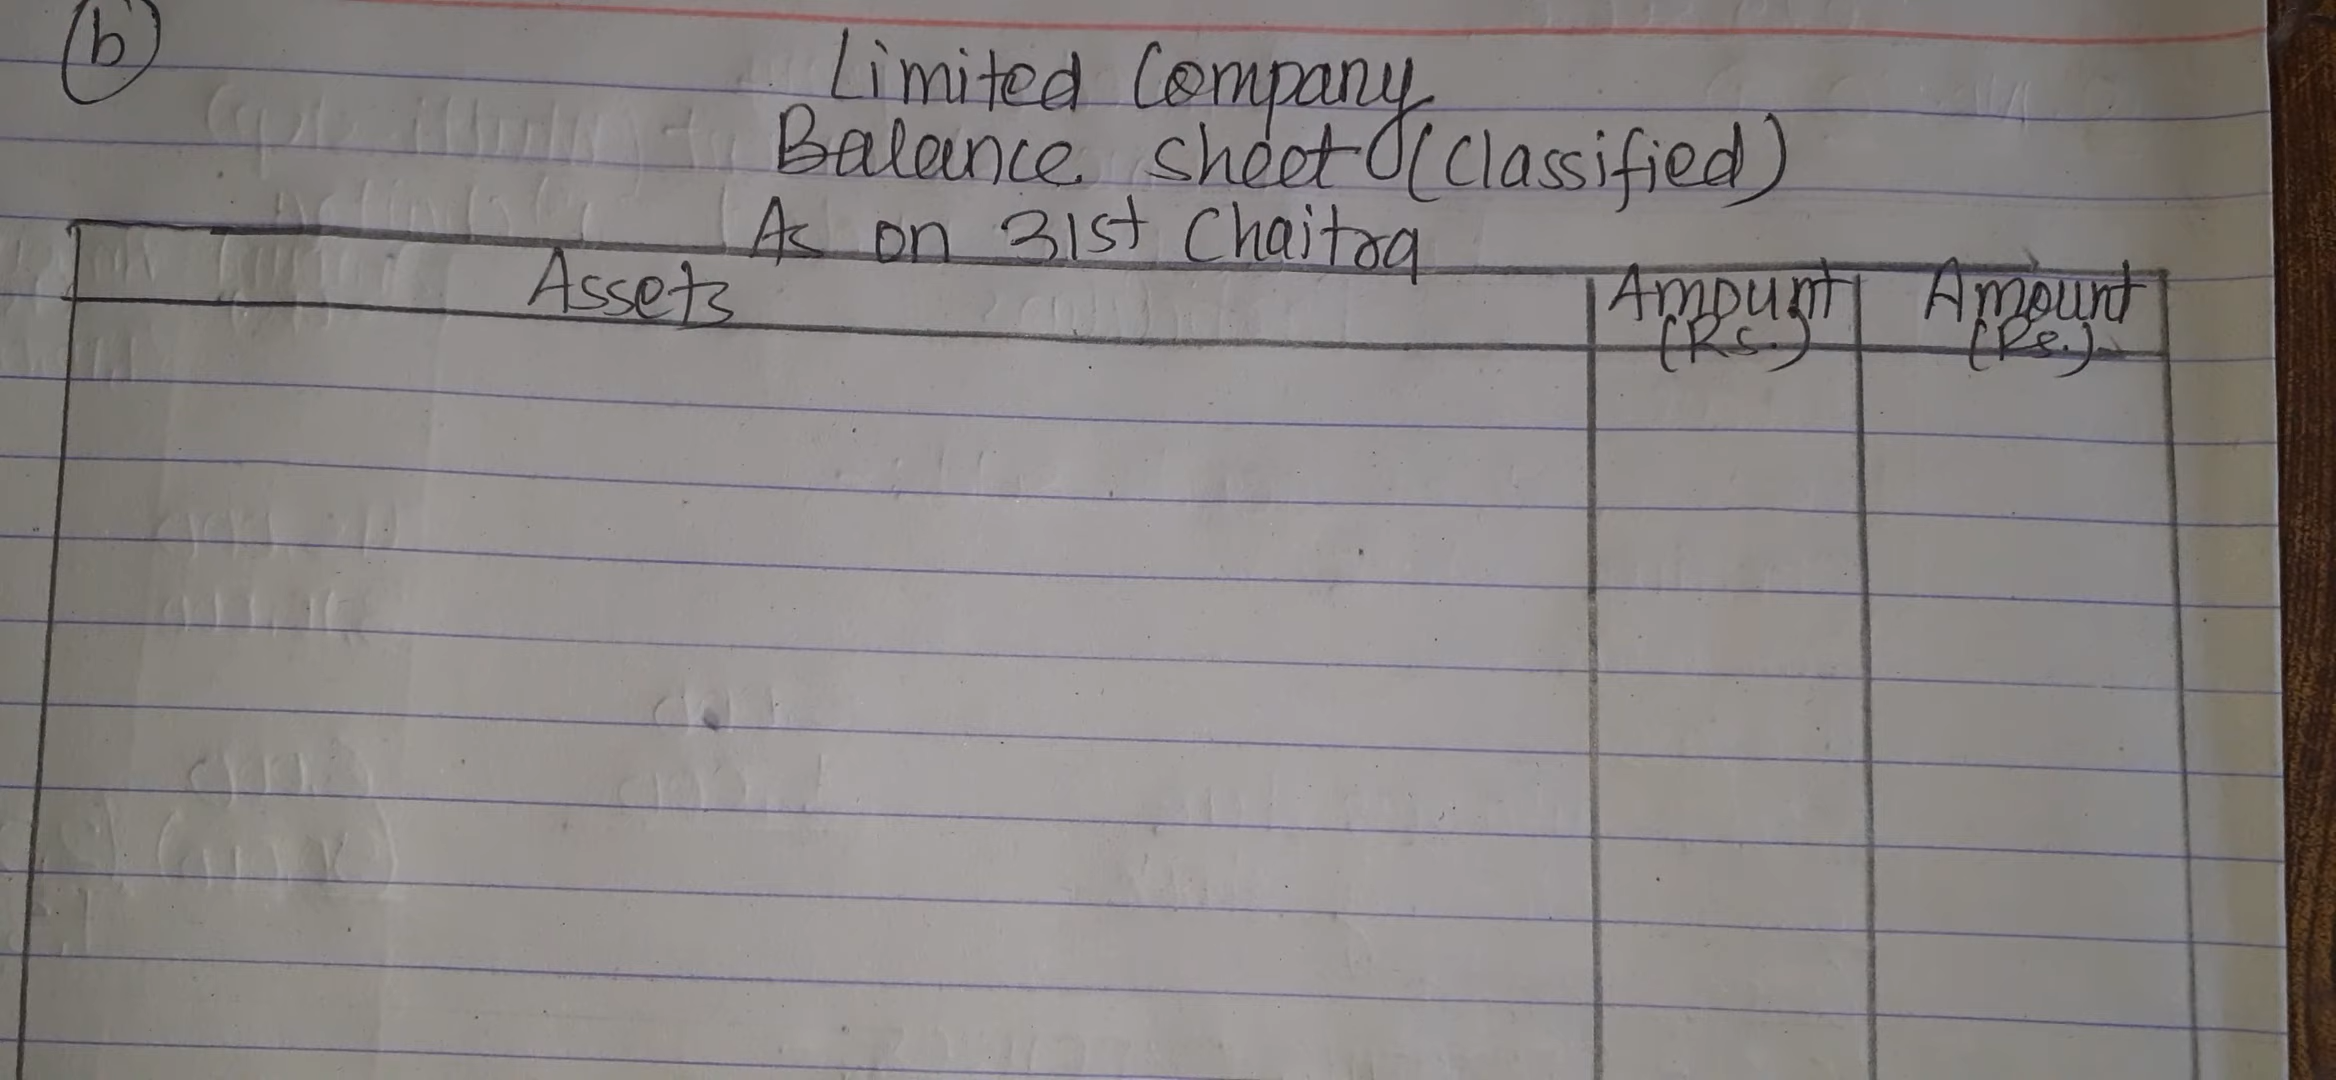 (b)
Limited Company
Balance sheet (Classified)
As on 31st Chaitra
Assets Amount (Rs.) Amount (Rs.)